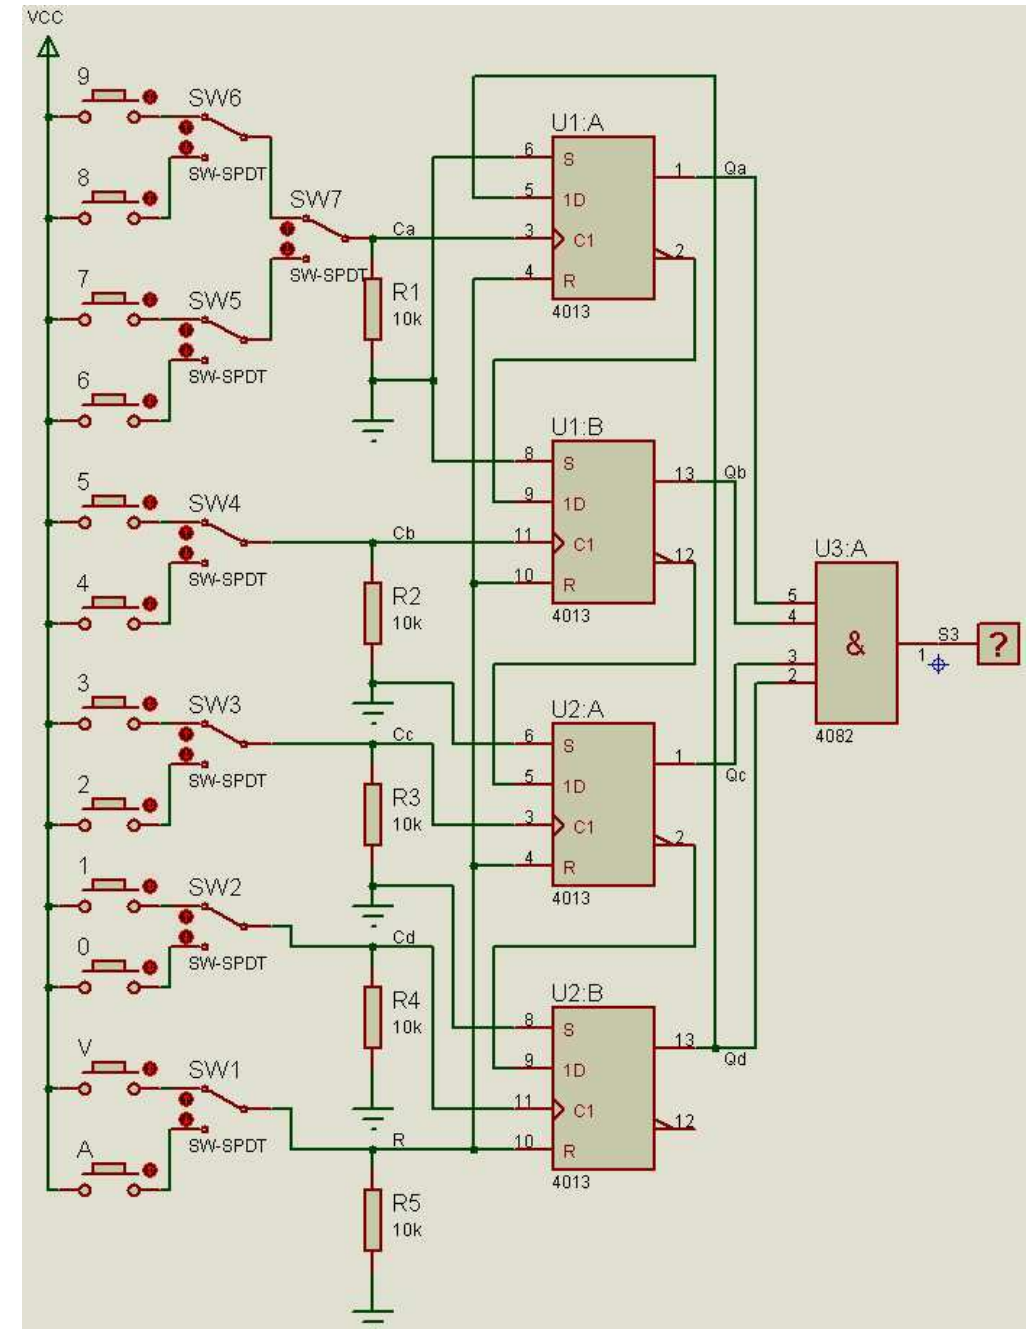 VCC
9
SW6
SW-SPDT
8
SW7
SW-SPDT
7
SW5
SW-SPDT
6
5
SW4
SW-SPDT
4
3
SW3
SW-SPDT
2
1
SW2
SW-SPDT
0
V
SW1
SW-SPDT
A
Ca
R1
10k
Cb
R2
10k
Cc
R3
10k
Cd
R4
10k
R
R5
10k
U1:A
6 S
5 1D
3 C1
4 R
1 Qa
2
4013
U1:B
8 S
9 1D
11 C1
10 R
13 Qb
12
4013
U2:A
6 S
5 1D
3 C1
4 R
1
Qc
2
4013
U2:B
8 S
9 1D
11 C1
10 R
13
Qd
12
4013
U3:A
5
4
3
2
&
1
S3
?
4082